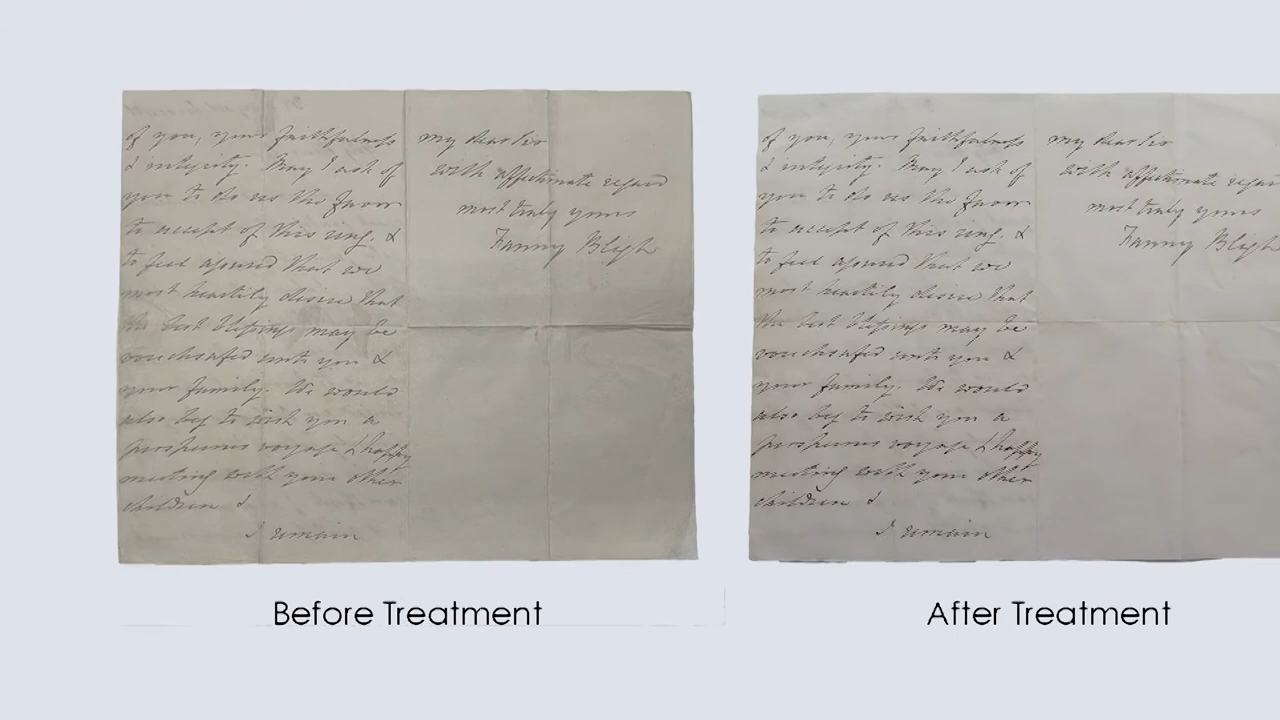 of you, your faithfulness
& integrity. May I ask of
you to do us the favor
to accept of this ring. &
to feel assured that we
most heartily desire that
the best blessings may be
vouchsafed unto you &
your family. We would
also beg to wish you a
prosperous voyage & happy
meeting with your other
children &
I remain
my dear Sir
with affectionate regard
most truly yours
Fanny Bligh
Before Treatment
of you, your faithfulness
& integrity. May I ask of
you to do us the favor
to accept of this ring. &
to feel assured that we
most heartily desire that
the best blessings may be
vouchsafed unto you &
your family. We would
also beg to wish you a
prosperous voyage & happy
meeting with your other
children &
I remain
my dear Sir
with affectionate regar
most truly yours
Fanny Bligh
After Treatment